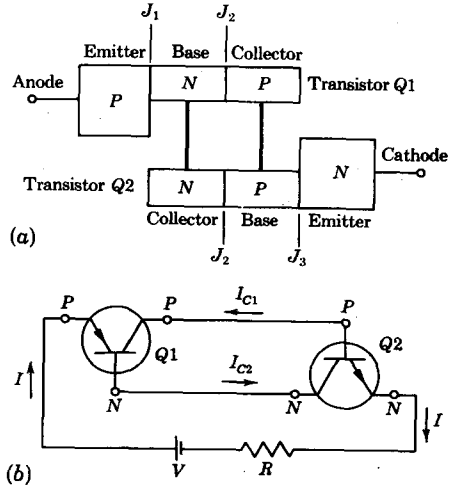 J1 J2
Emitter Base Collector
Anode
P N P Transistor Q1
Transistor Q2 N P N Cathode
Collector Base Emitter
(a) J2 J3
P P IC1 P
Q1 IC2 Q2
I N N N I
(b) V R